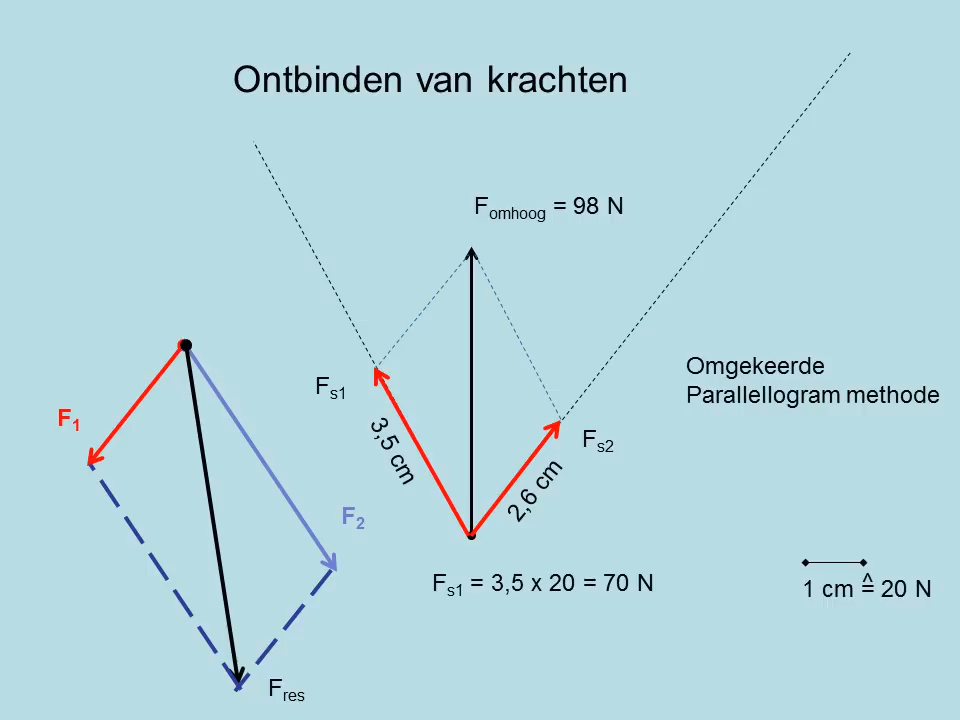 Ontbinden van krachten
Fomhoog = 98 N
Omgekeerde
Parallellogram methode
Fs1
F1
3,5 cm
Fs2
2,6 cm
F2
Fs1 = 3,5 x 20 = 70 N
1 cm ≙ 20 N
Fres